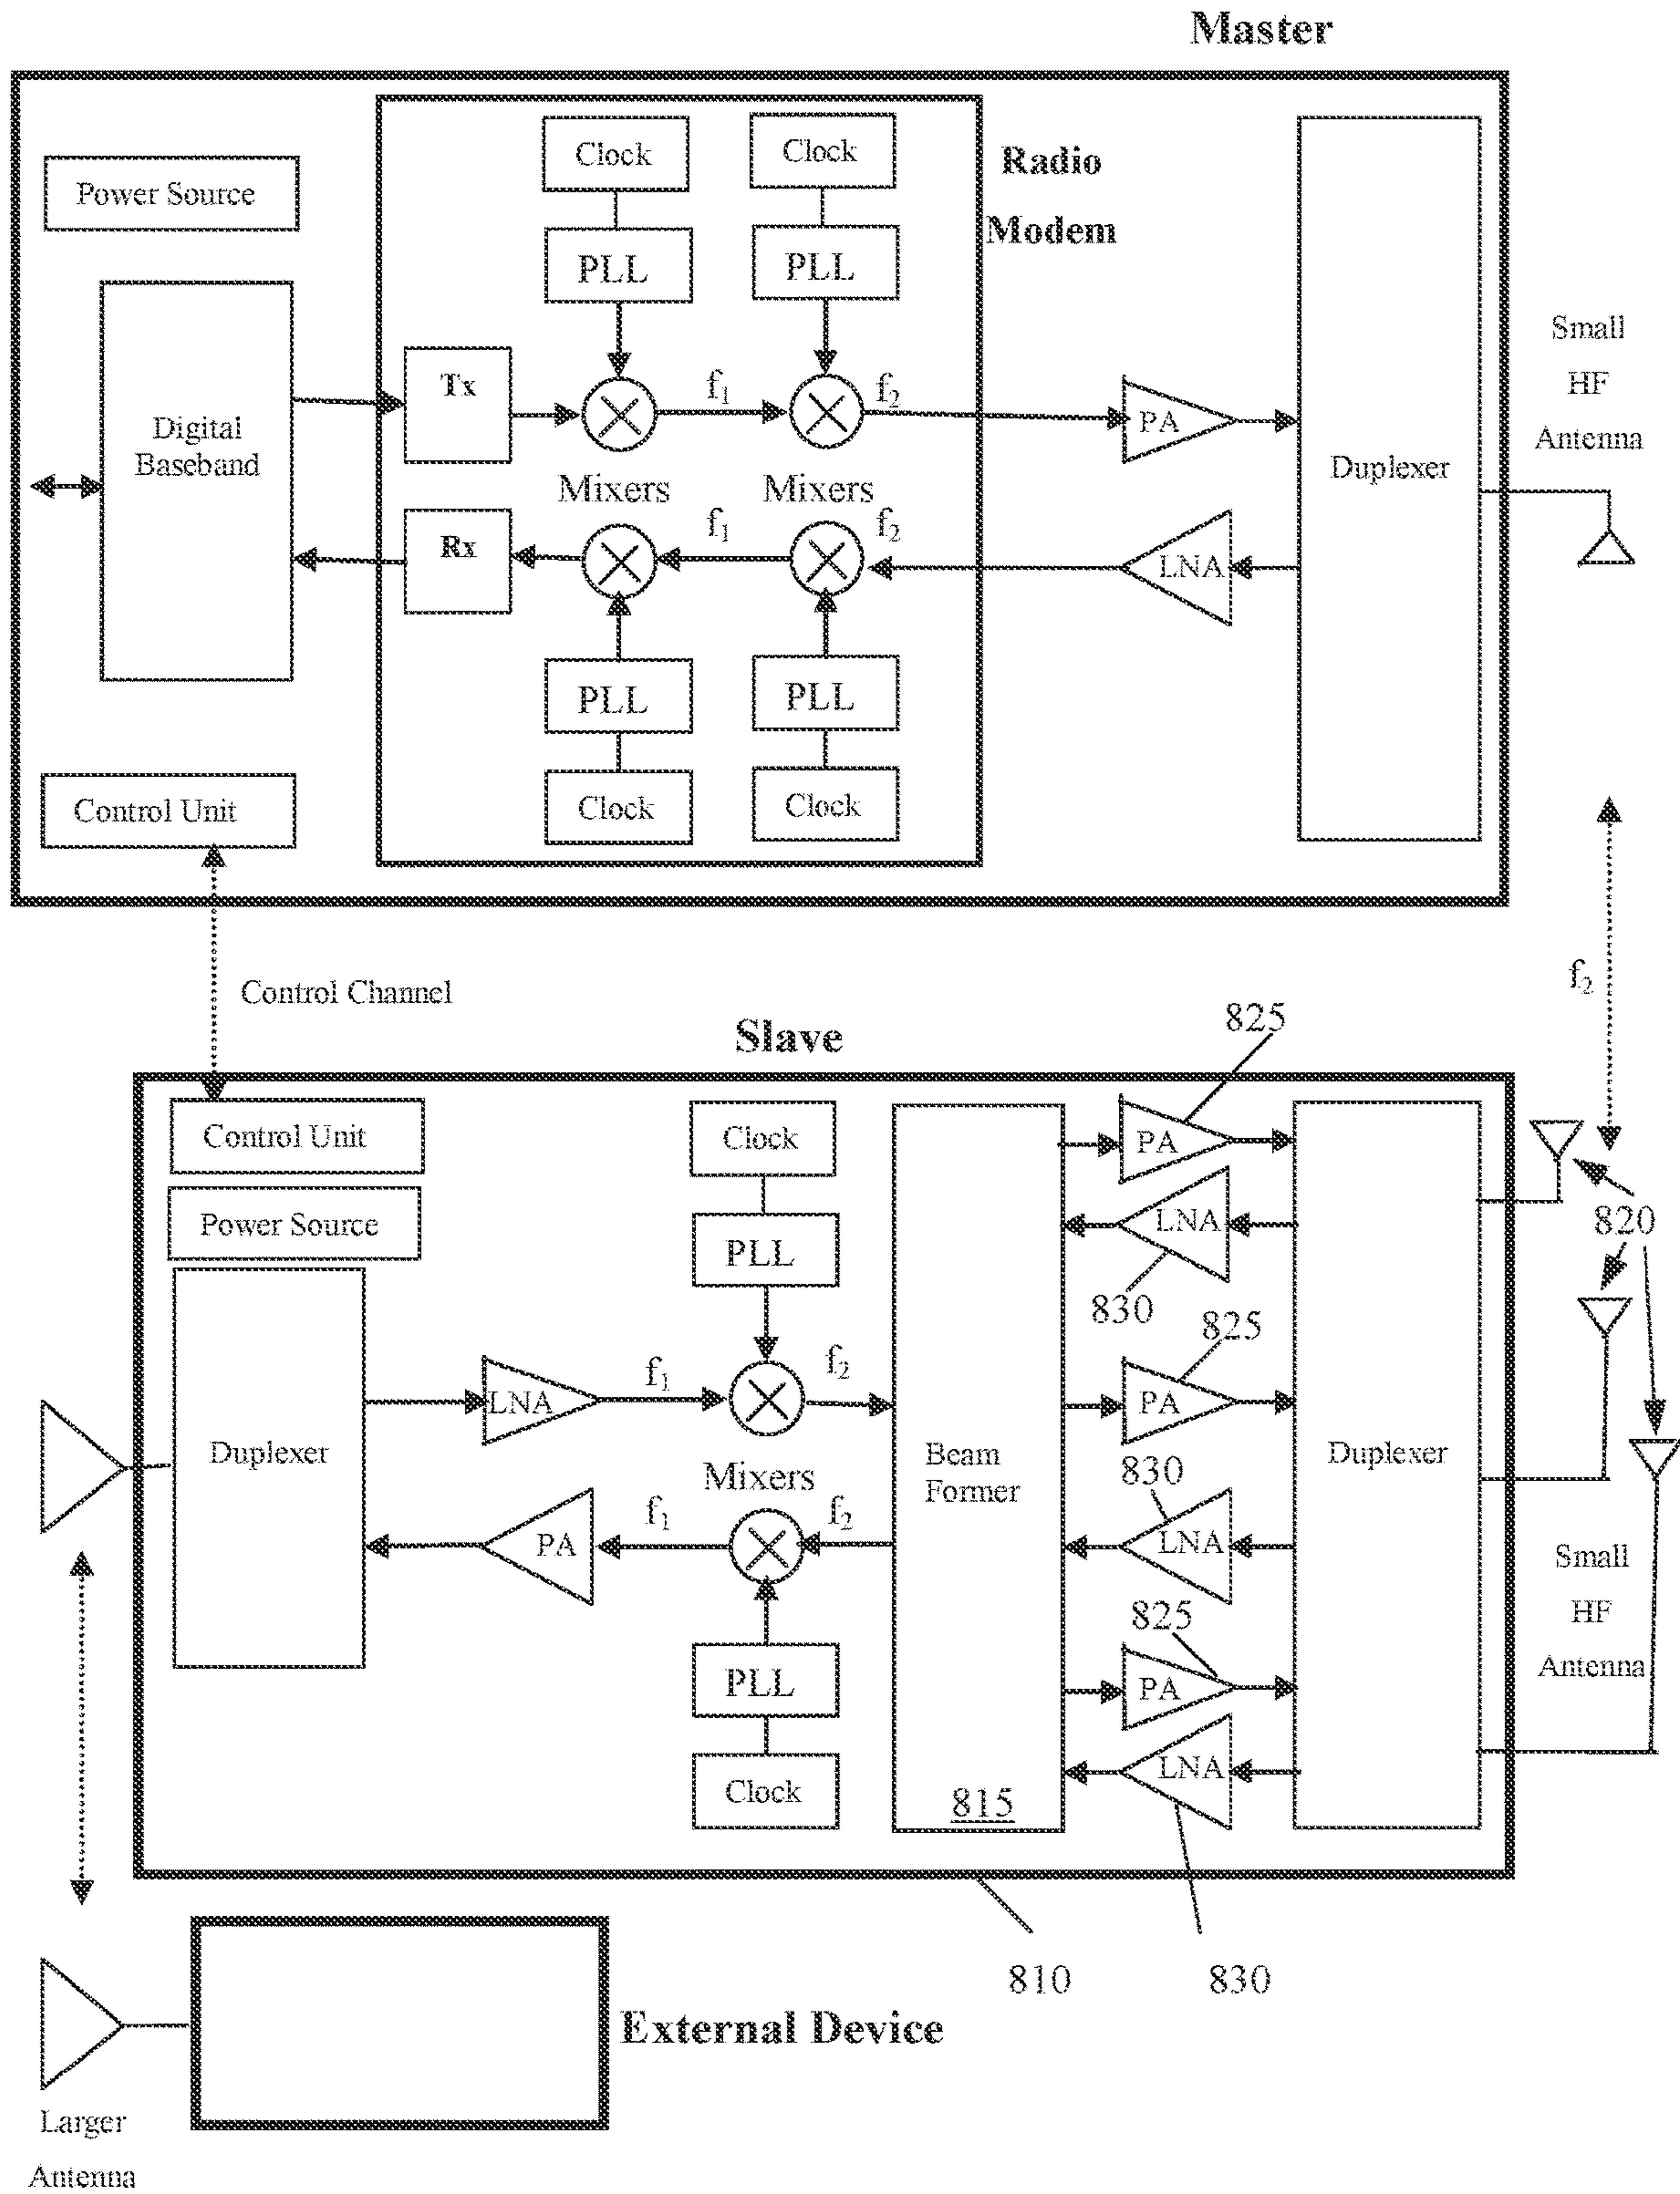 Master
Clock
Clock
Radio
Modem
Power Source
PLL
PLL
Small
HF
Antenna
Tx
f1
f2
PA
Digital
Baseband
Duplexer
Mixers
Mixers
Rx
f1
f2
LNA
PLL
PLL
Control Unit
Clock
Clock
Control Channel
f2
Slave
825
Control Unit
Clock
PA
Power Source
LNA
820
PLL
830
825
LNA
f1
f2
PA
Duplexer
Mixers
Beam
Former
830
Duplexer
PA
f1
f2
LNA
Small
HF
Antenna
825
PLL
PA
Clock
815
LNA
810
830
External Device
Larger
Antenna